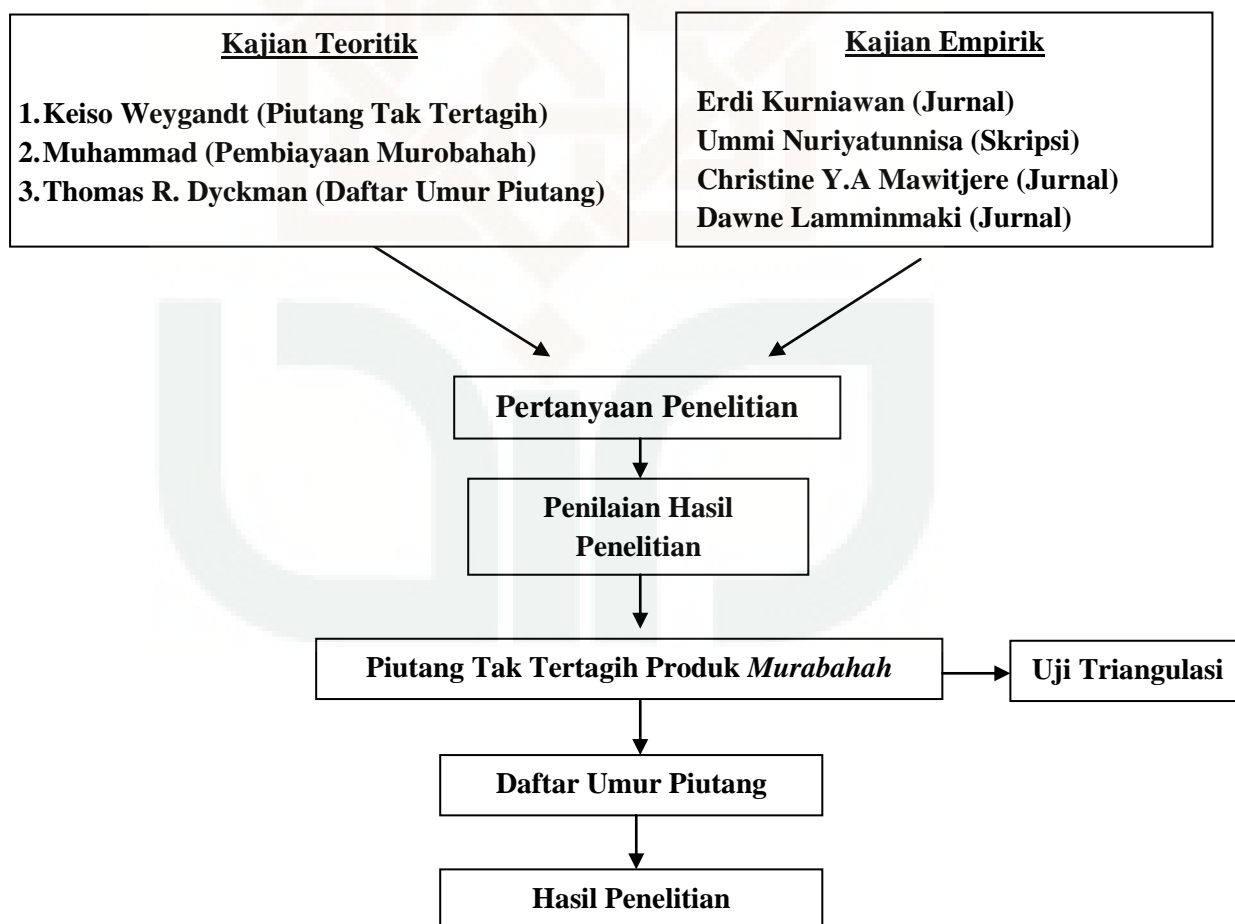 Kajian Teoritik
1.Keiso Weygandt (Piutang Tak Tertagih)
2.Muhammad (Pembiayaan Murobahah)
3.Thomas R. Dyckman (Daftar Umur Piutang)
Kajian Empirik
Erdi Kurniawan (Jurnal)
Ummi Nuriyatunnisa (Skripsi)
Christine Y.A Mawitjere (Jurnal)
Dawne Lamminmaki (Jurnal)
Pertanyaan Penelitian
Penilaian Hasil
Penelitian
Piutang Tak Tertagih Produk Murabahah
Uji Triangulasi
Daftar Umur Piutang
Hasil Penelitian